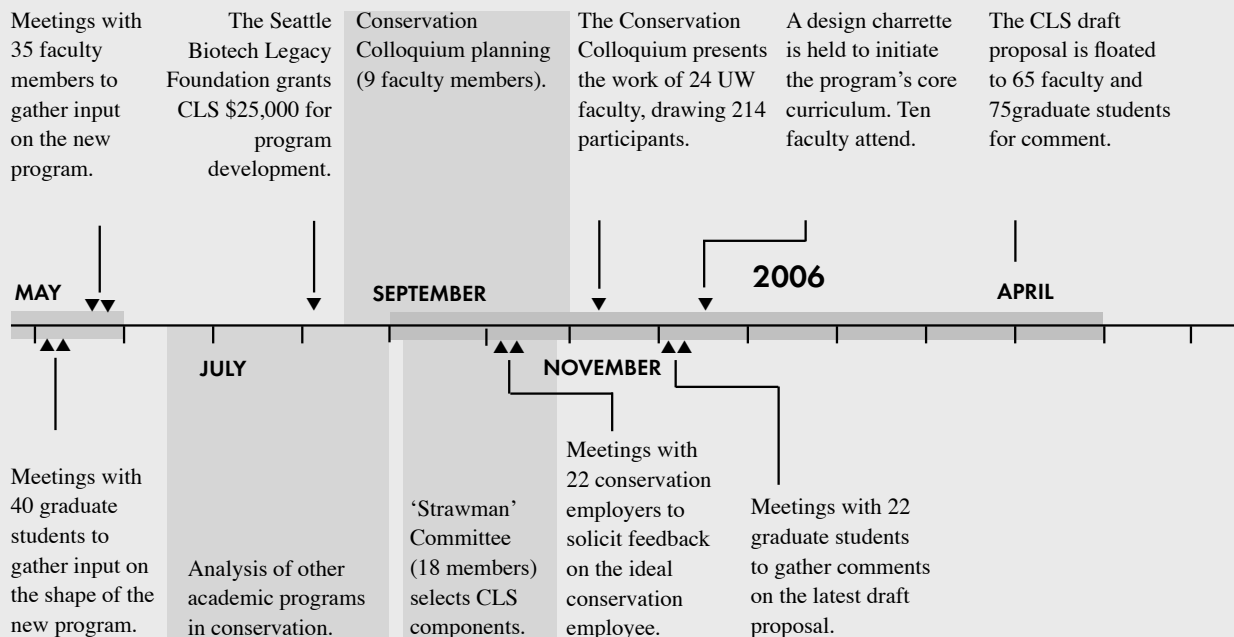 Meetings with
35 faculty
members to
gather input
on the new
program.
The Seattle
Biotech Legacy
Foundation grants
CLS $25,000 for
program
development.
Conservation
Colloquium planning
(9 faculty members).
The Conservation
Colloquium presents
the work of 24 UW
faculty, drawing 214
participants.
A design charrette
is held to initiate
the program’s core
curriculum. Ten
faculty attend.
The CLS draft
proposal is floated
to 65 faculty and
75graduate students
for comment.
MAY
SEPTEMBER
2006
APRIL
JULY
NOVEMBER
Meetings with
40 graduate
students to
gather input on
the shape of the
new program.
Analysis of other
academic programs
in conservation.
‘Strawman’
Committee
(18 members)
selects CLS
components.
Meetings with
22 conservation
employers to
solicit feedback
on the ideal
conservation
employee.
Meetings with 22
graduate students
to gather comments
on the latest draft
proposal.